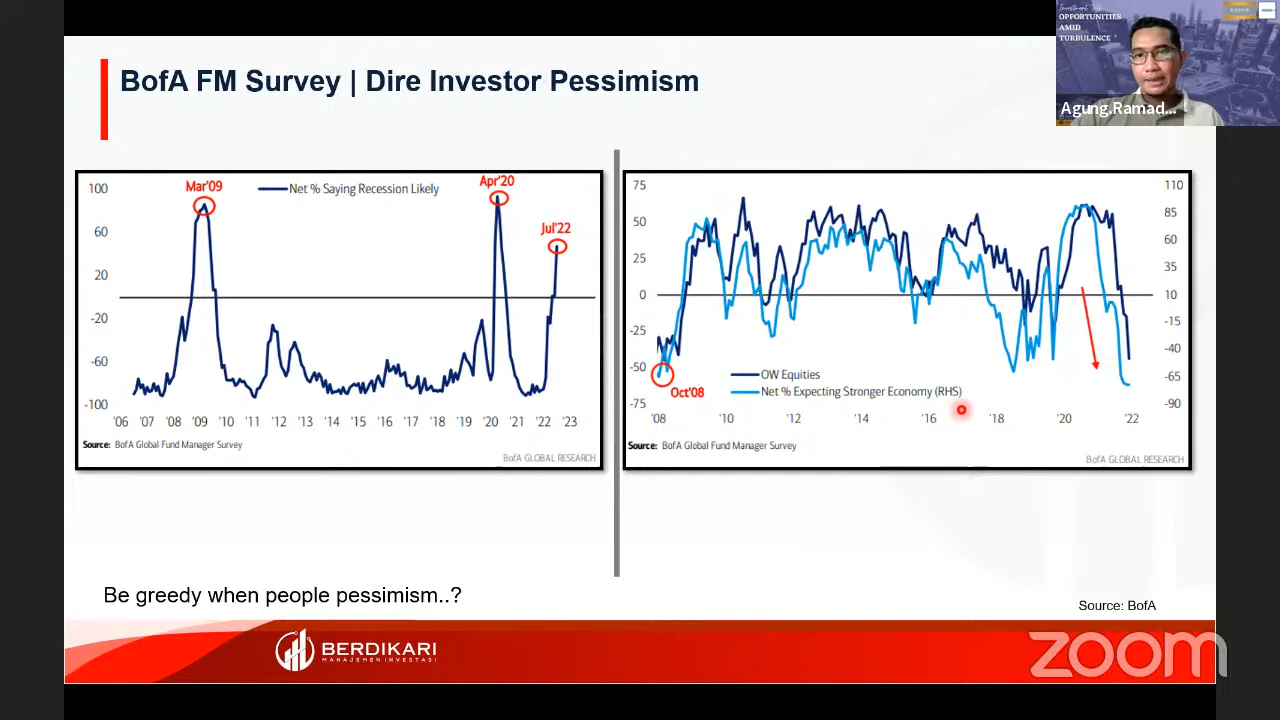 BofA FM Survey | Dire Investor Pessimism
Investment Talk
OPPORTUNITIES
AMID
TURBULENCE
Agung.Ramad...
Mar'09
Net % Saying Recession Likely
Apr'20
Jul'22
100
60
20
-20
-60
-100
'06 '07 '08 '09 '10 '11 '12 '13 '14 '15 '16 '17 '18 '19 '20 '21 '22 '23
Source: BofA Global Fund Manager Survey
BofA GLOBAL RESEARCH
75
50
25
0
-25
-50
-75
110
85
60
35
10
-15
-40
-65
-90
OW Equities
Net % Expecting Stronger Economy (RHS)
Oct'08
'08 '10 '12 '14 '16 '18 '20 '22
Source: BofA Global Fund Manager Survey
BofA GLOBAL RESEARCH
Be greedy when people pessimism..?
Source: BofA
BERDIKARI
MANAJEMEN INVESTASI
zoom